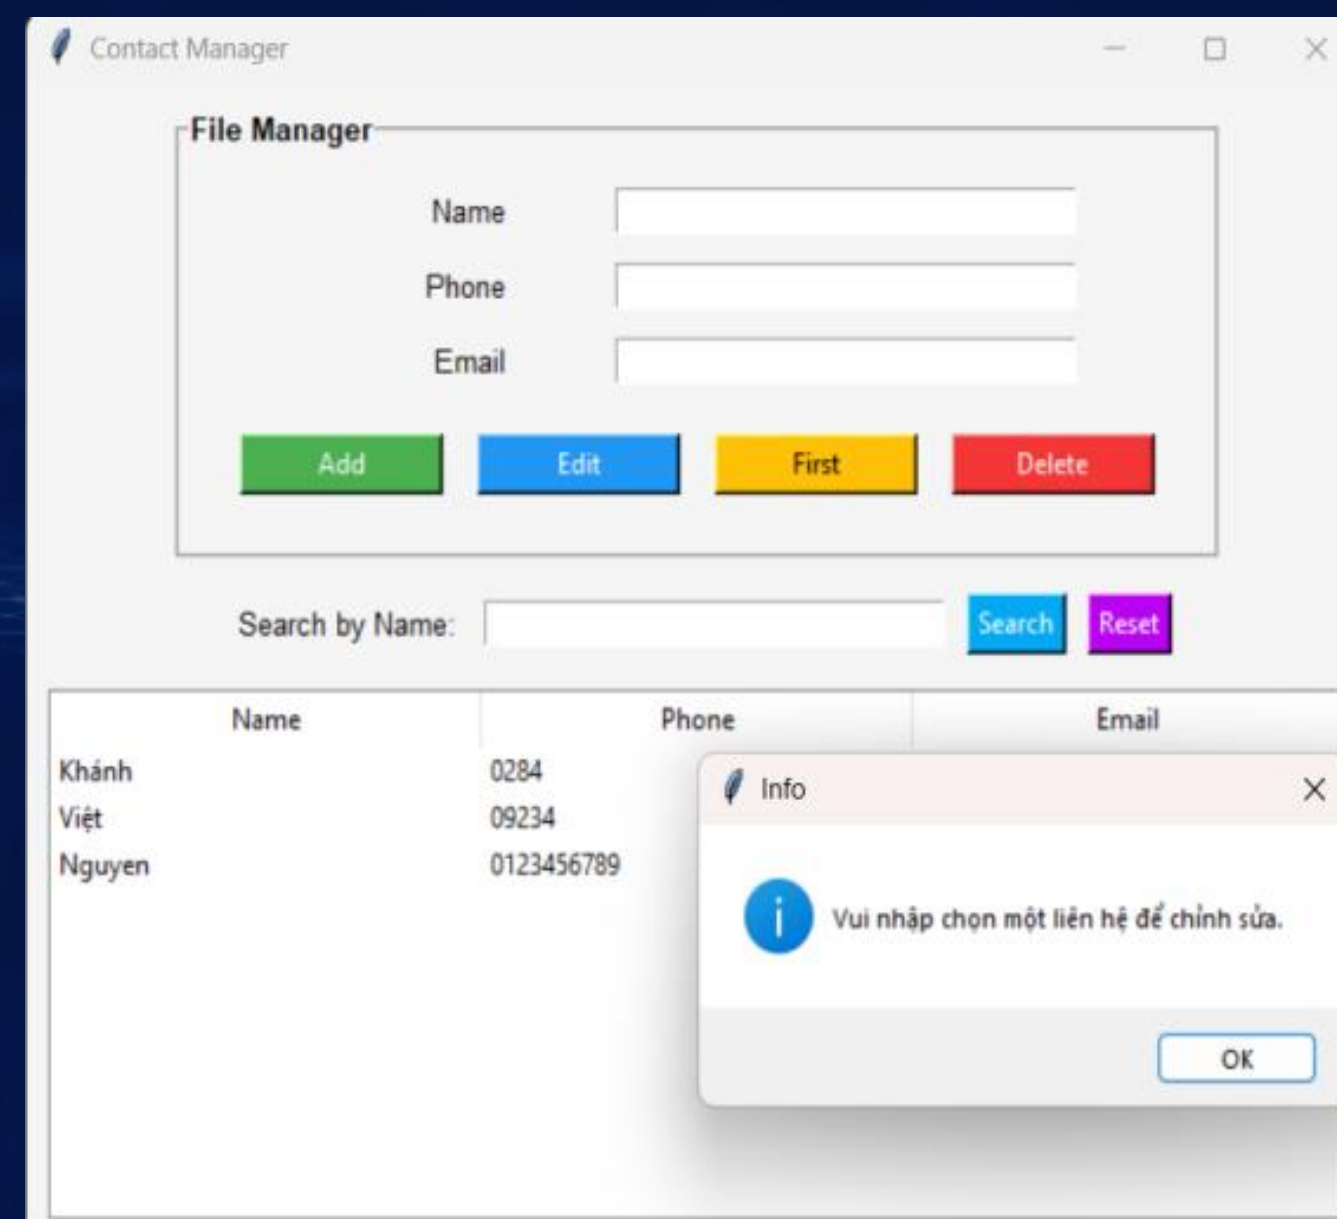 Contact Manager
File Manager
Name
Phone
Email
Add Edit First Delete
Search by Name: Search Reset
Name Phone Email
Khánh 0284
Việt 09234
Nguyen 0123456789
Info
Vui nhập chọn một liên hệ để chỉnh sửa.
OK